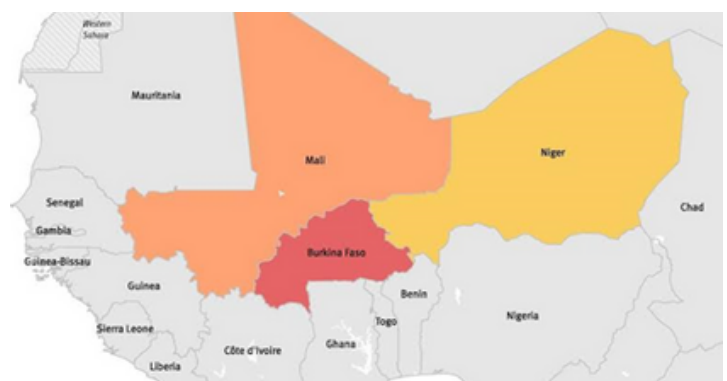 Western
Sahara
Mauritania
Mali
Niger
Senegal
Chad
Gambia
Burkina Faso
Guinea-Bissau
Guinea
Benin
Nigeria
Togo
Sierra Leone
Ghana
Côte d'Ivoire
Liberia